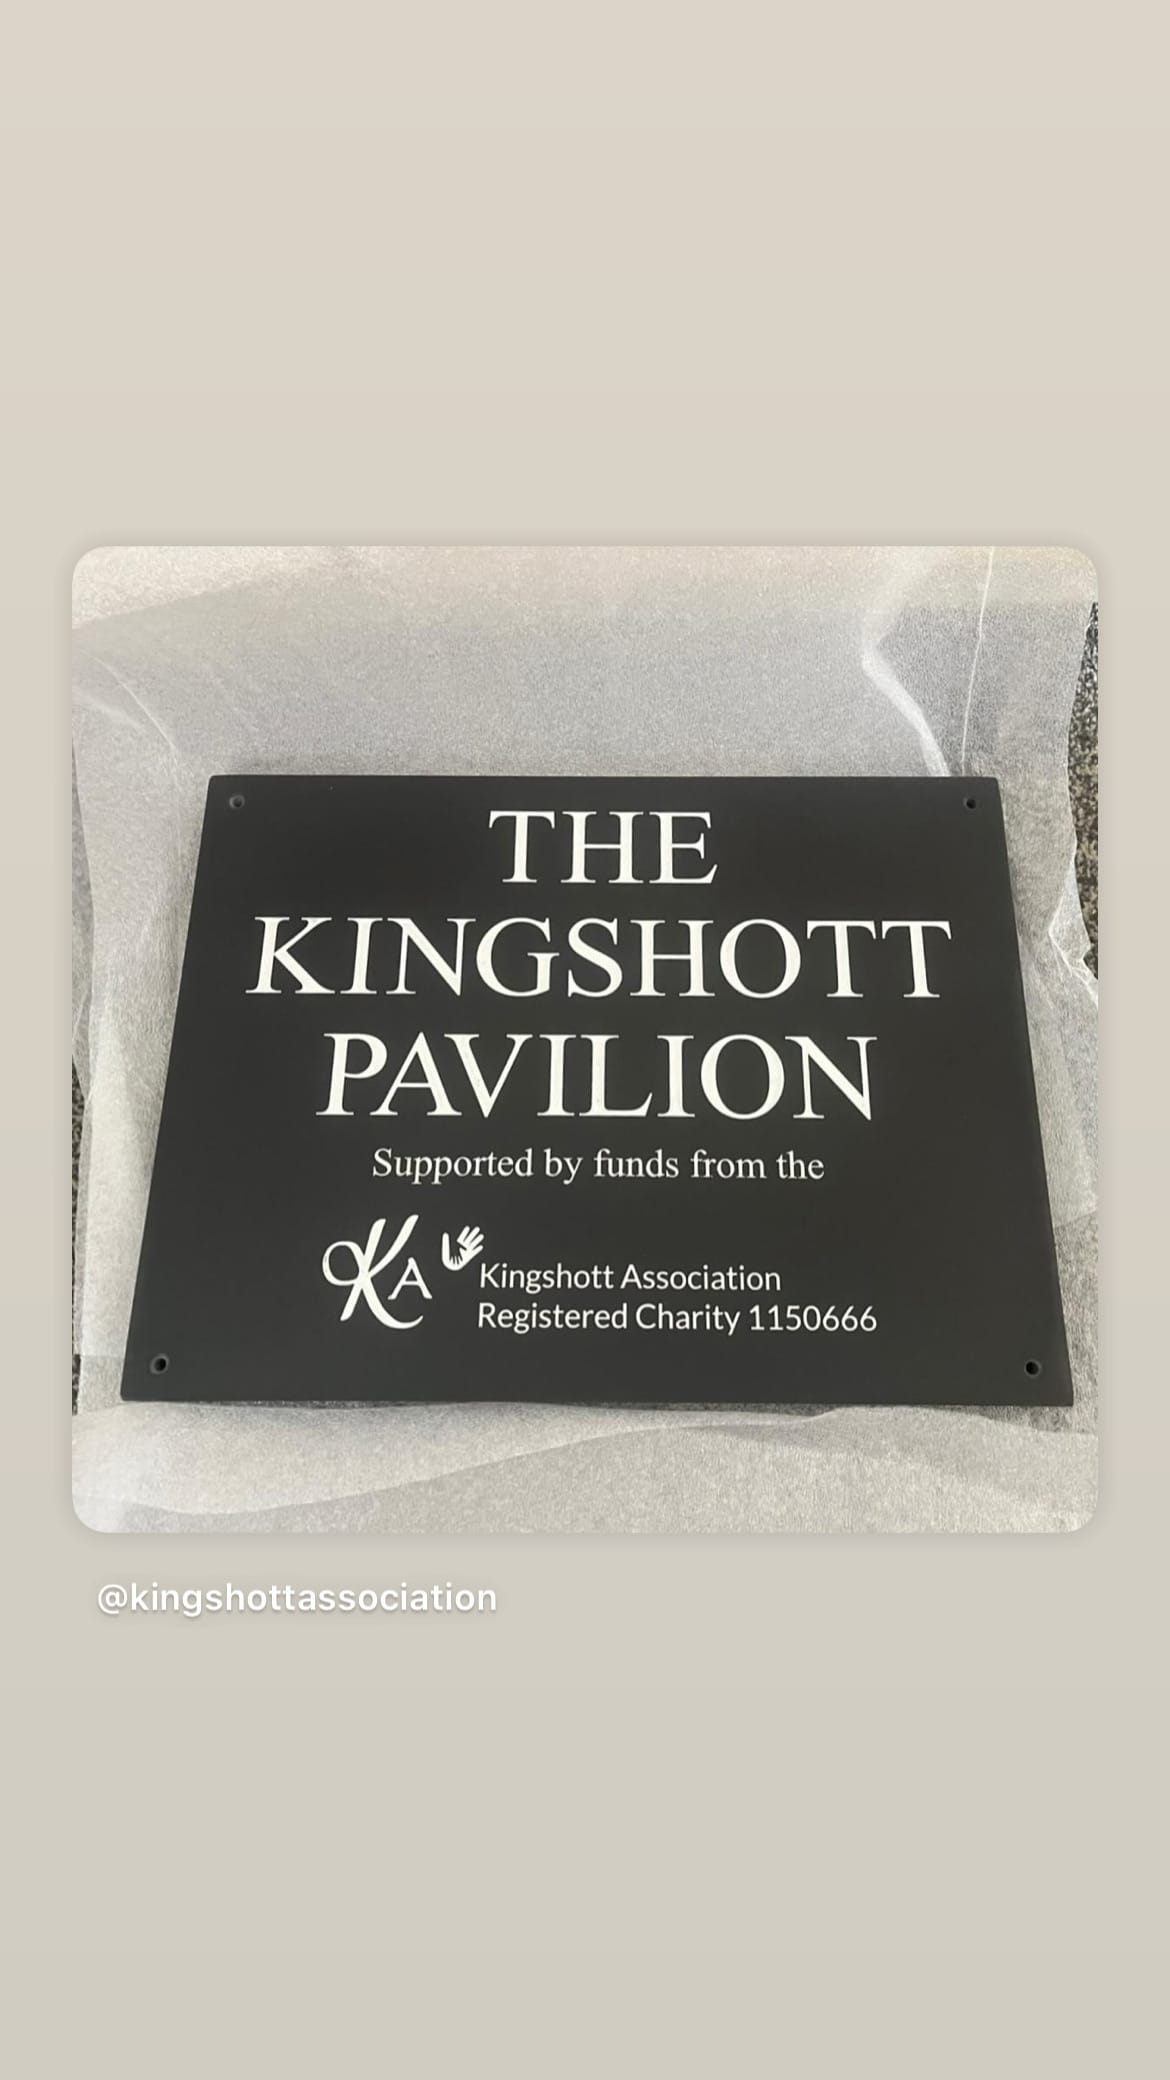 THE
KINGSHOTT
PAVILION
Supported by funds from the
KA
Kingshott Association
Registered Charity 1150666
@kingshottassociation